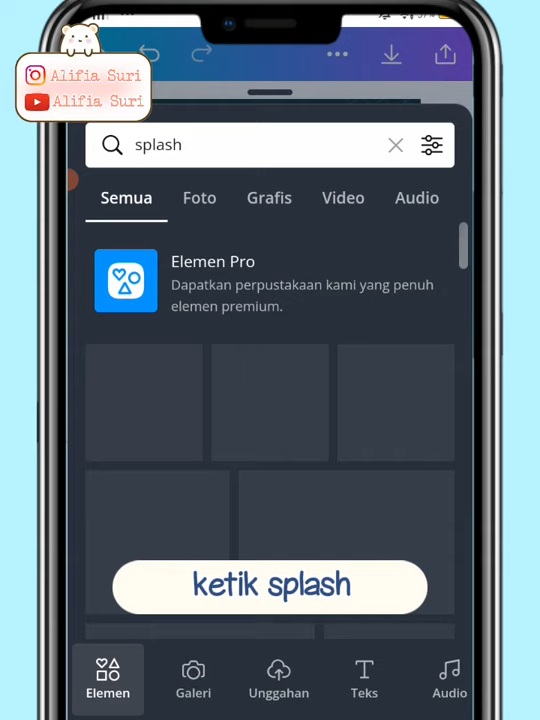 Alifia Suri
Alifia Suri
splash
Semua
Foto
Grafis
Video
Audio
Elemen Pro
Dapatkan perpustakaan kami yang penuh
elemen premium.
ketik splash
Elemen
Galeri
Unggahan
Teks
Audio